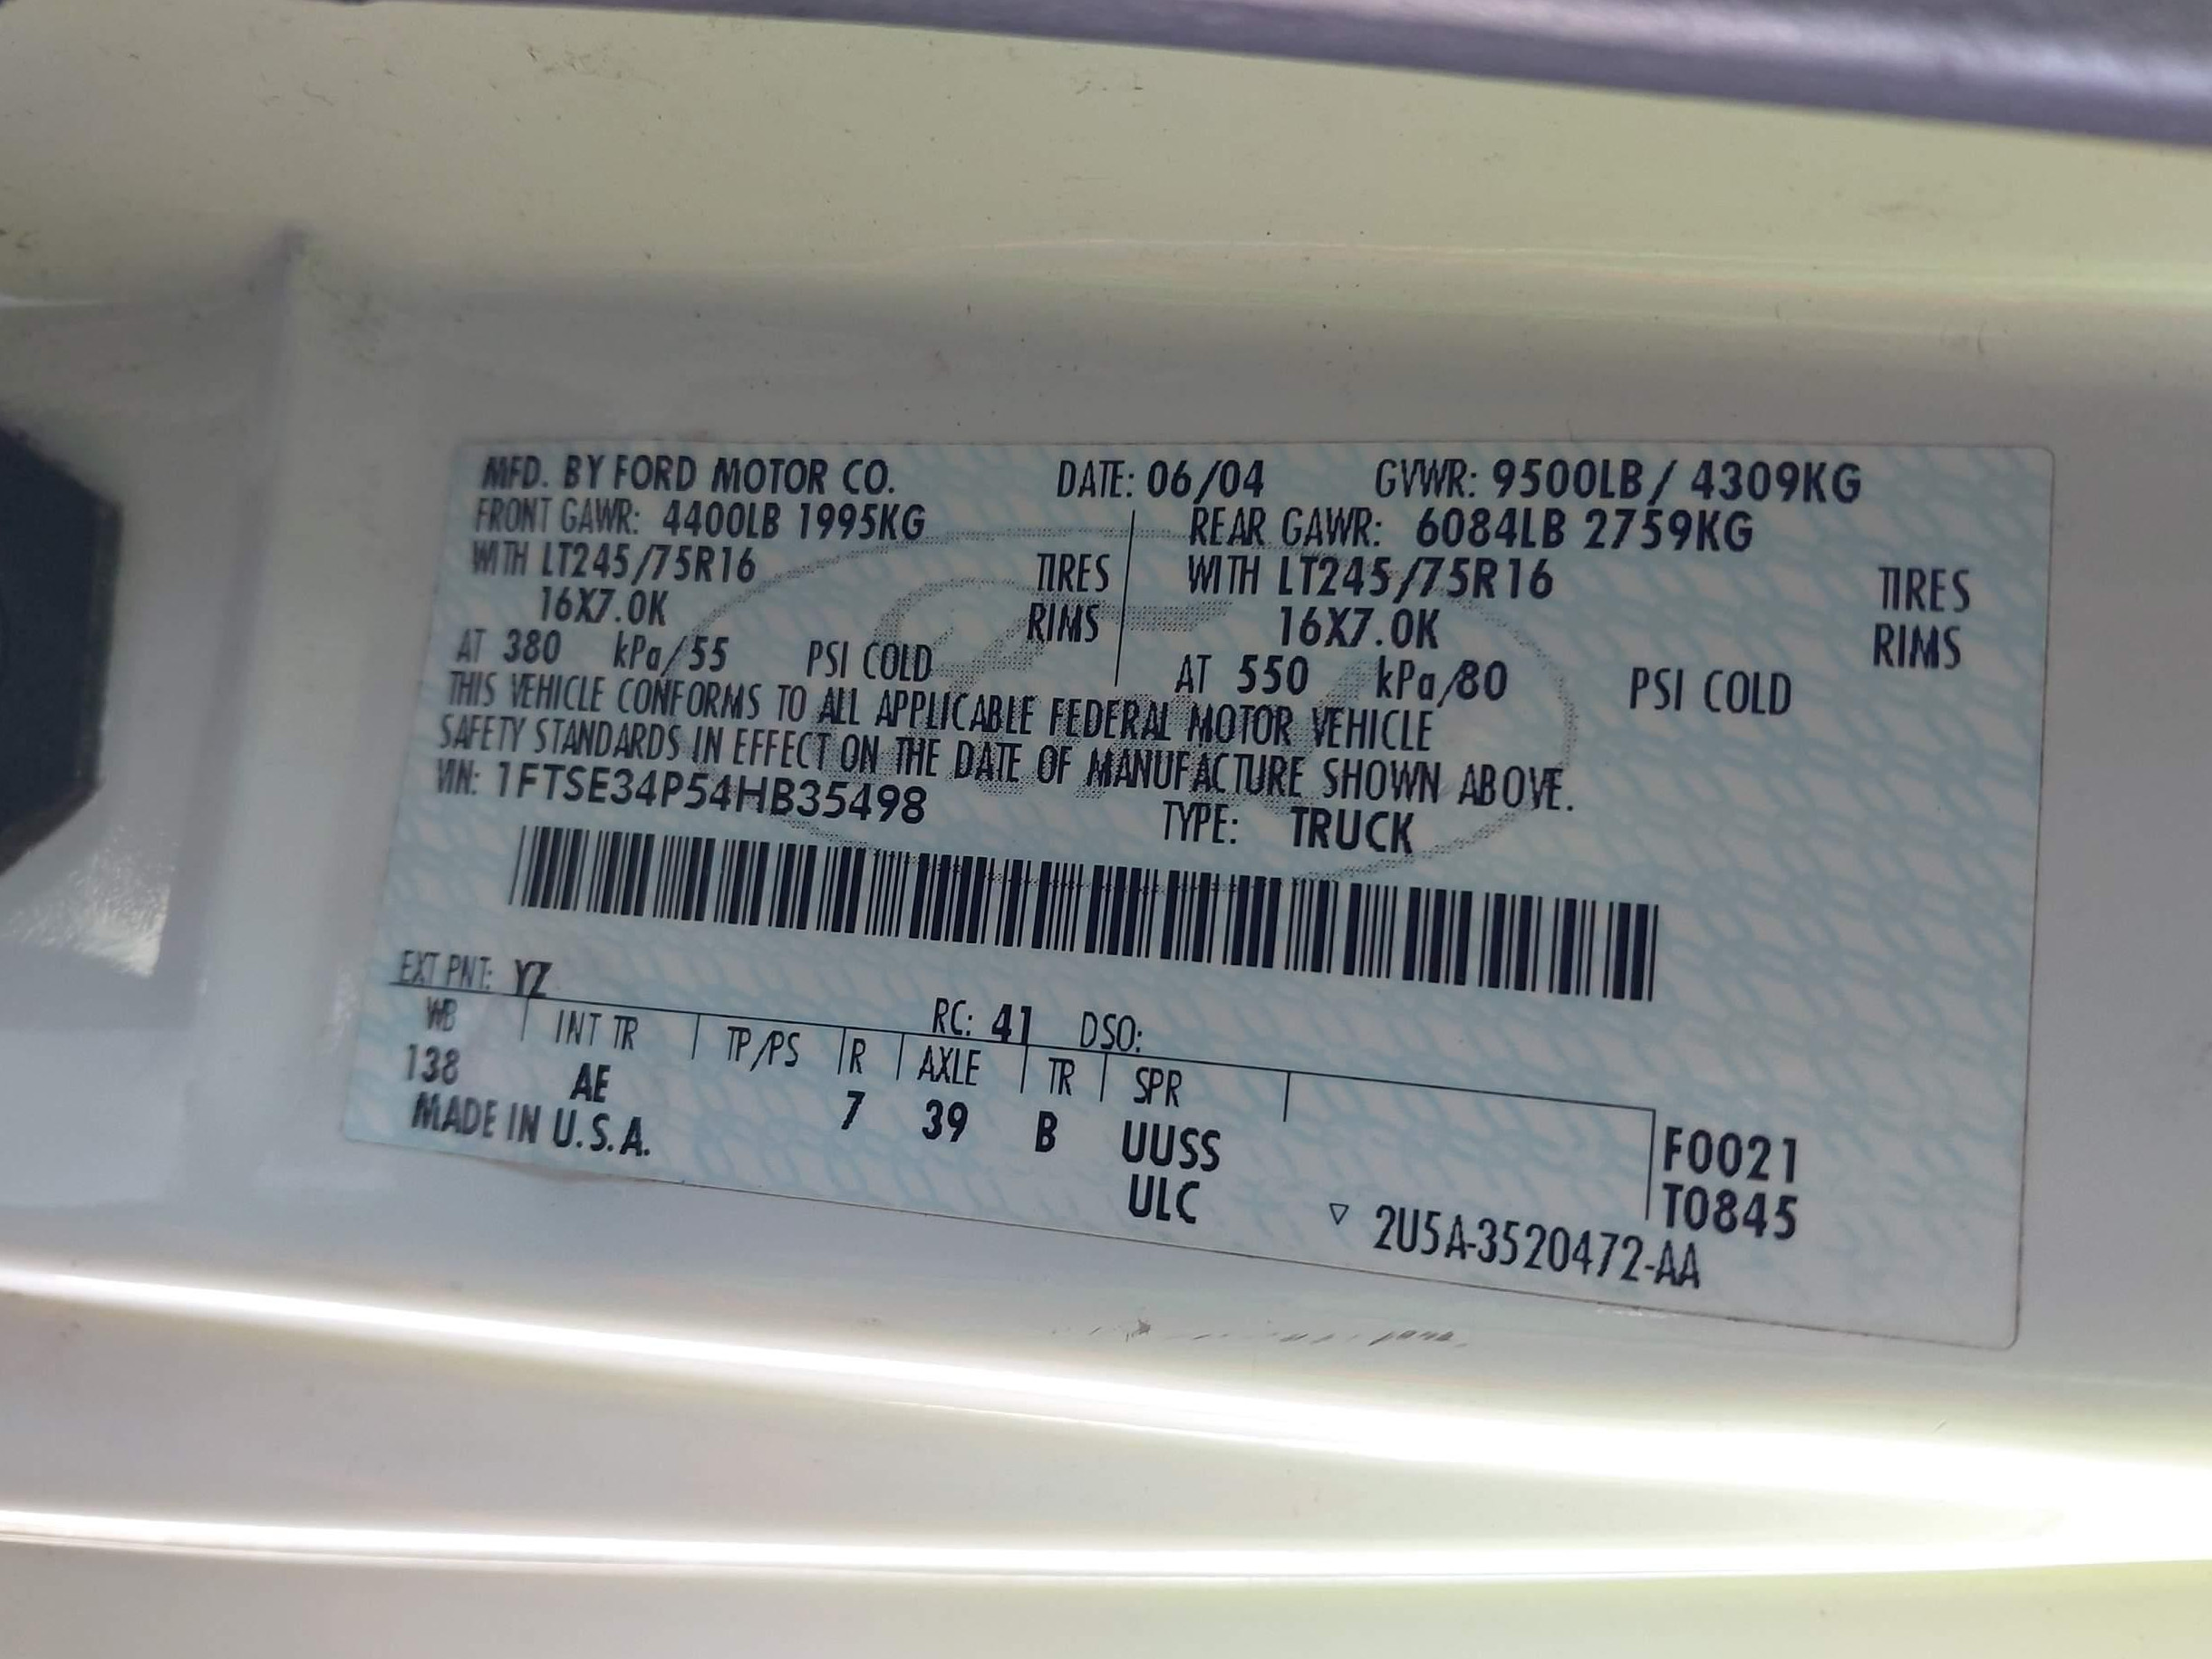 MFD. BY FORD MOTOR CO. DATE: 06/04 GVWR: 9500LB/ 4309KG
FRONT GAWR: 4400LB 1995KG REAR GAWR: 6084LB 2759KG
WITH LT245/75R16 TIRES WITH LT245/75R16 TIRES
16X7.0K RIMS 16X7.0K RIMS
AT 380 kPa/55 PSI COLD AT 550 kPa/80 PSI COLD
THIS VEHICLE CONFORMS TO ALL APPLICABLE FEDERAL MOTOR VEHICLE
SAFETY STANDARDS IN EFFECT ON THE DATE OF MANUFACTURE SHOWN ABOVE.
VIN: 1FTSE34P54HB35498 TYPE: TRUCK
EXT PNT: YZ RC: 41 DSO:
WB INT TR TP/PS R AXLE TR SPR
138 AE 7 39 B UUSS F0021
MADE IN U.S.A. ULC T0845
▽ 2U5A-3520472-AA